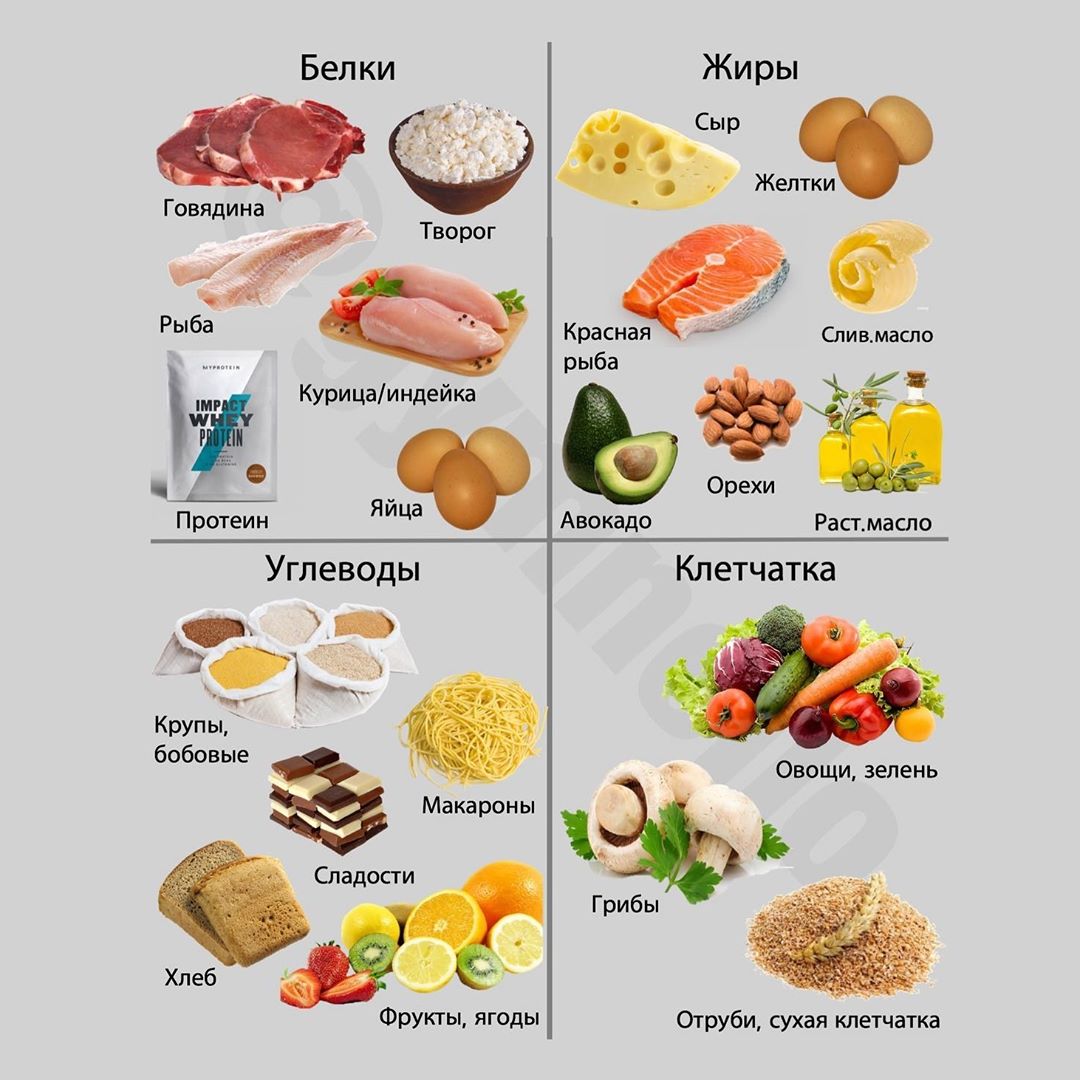 Белки
Говядина
Творог
Рыба
Курица/индейка
MYPROTEIN
IMPACT
WHEY
PROTEIN
Протеин
Яйца
Жиры
Сыр
Желтки
Красная
рыба
Слив.масло
Авокадо
Орехи
Раст.масло
Углеводы
Крупы,
бобовые
Макароны
Сладости
Хлеб
Фрукты, ягоды
Клетчатка
Овощи, зелень
Грибы
Отруби, сухая клетчатка